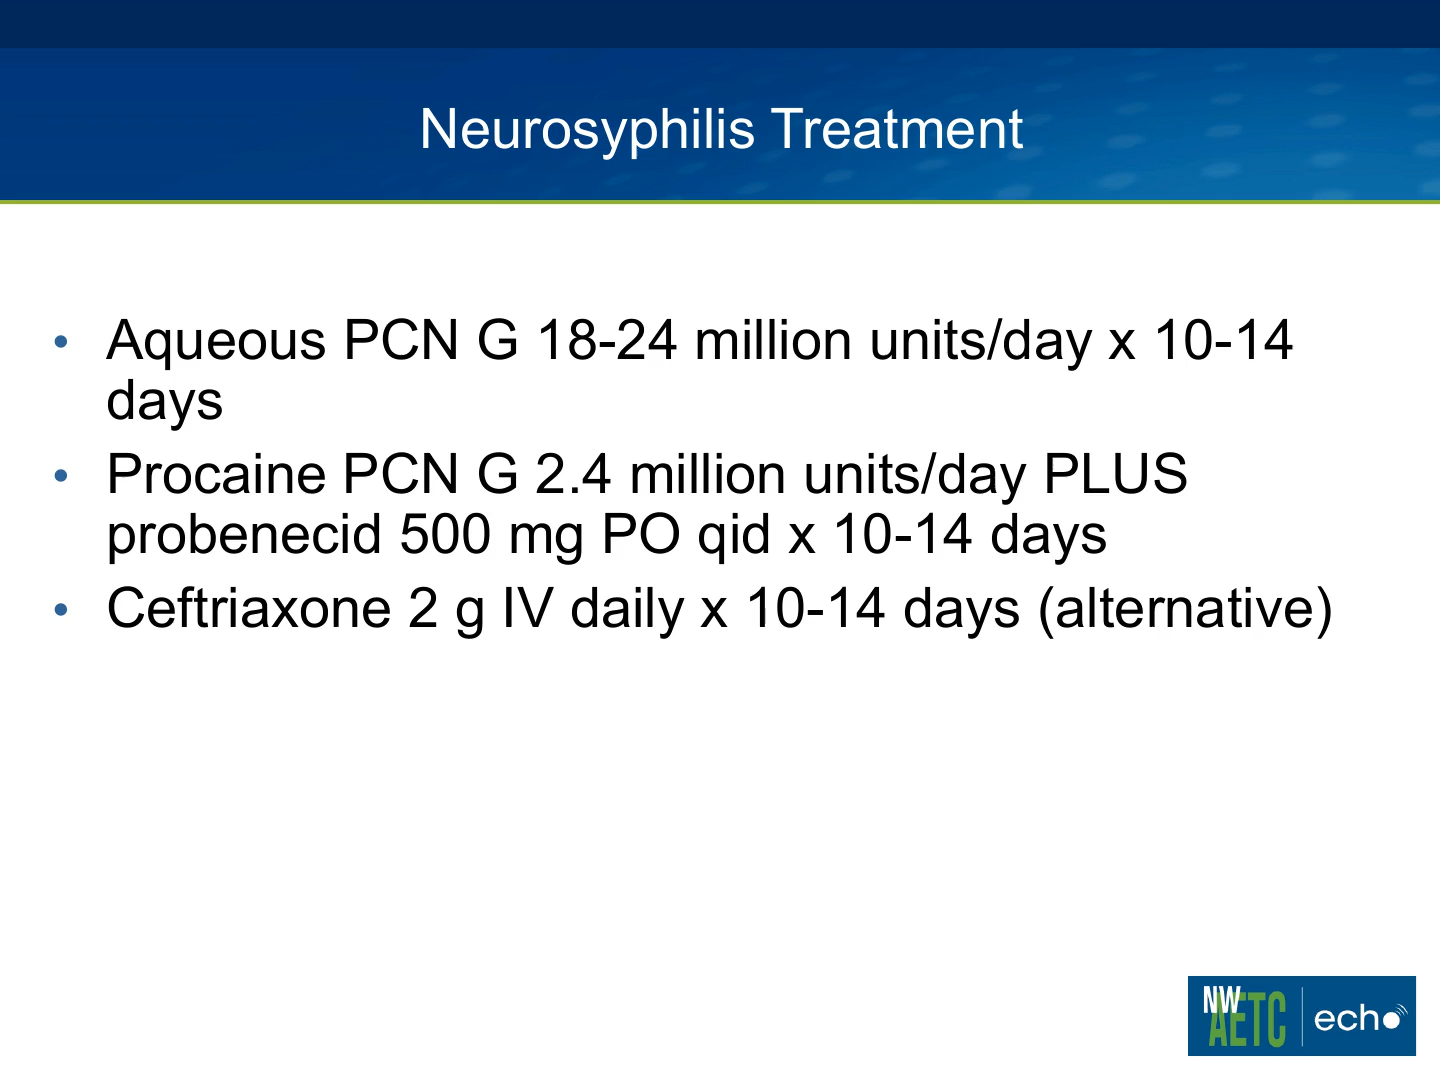 Neurosyphilis Treatment
• Aqueous PCN G 18-24 million units/day x 10-14
days
• Procaine PCN G 2.4 million units/day PLUS
probenecid 500 mg PO qid x 10-14 days
• Ceftriaxone 2 g IV daily x 10-14 days (alternative)
NW
AETC
echo